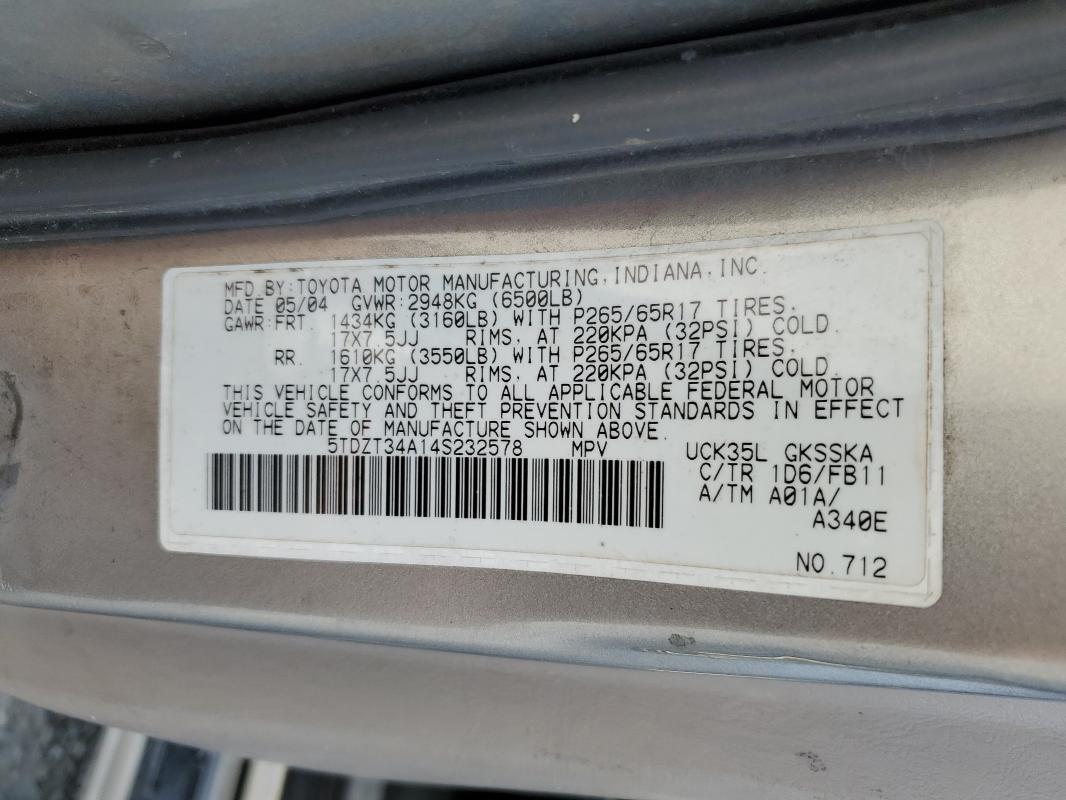 MFD.BY:TOYOTA MOTOR MANUFACTURING,INDIANA,INC.
DATE 05/04 GVWR:2948KG (6500LB)
GAWR:FRT. 1434KG (3160LB) WITH P265/65R17 TIRES.
17X7.5JJ RIMS, AT 220KPA (32PSI) COLD.
RR. 1610KG (3550LB) WITH P265/65R17 TIRES.
17X7.5JJ RIMS, AT 220KPA (32PSI) COLD.
THIS VEHICLE CONFORMS TO ALL APPLICABLE FEDERAL MOTOR
VEHICLE SAFETY AND THEFT PREVENTION STANDARDS IN EFFECT
ON THE DATE OF MANUFACTURE SHOWN ABOVE.
5TDZT34A14S232578 MPV UCK35L GKSSKA
C/TR 1D6/FB11
A/TM A01A/
A340E
NO.712